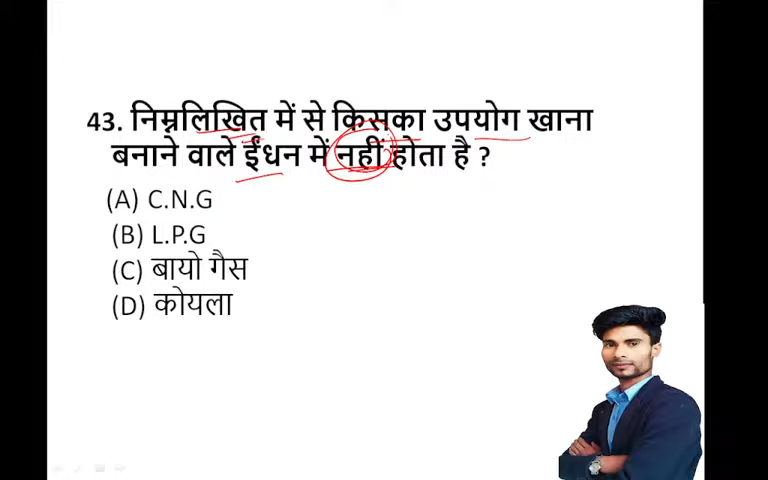 43. निम्नलिखित में से किसका उपयोग खाना
बनाने वाले ईंधन में नहीं होता है ?
(A) C.N.G
(B) L.P.G
(C) बायो गैस
(D) कोयला